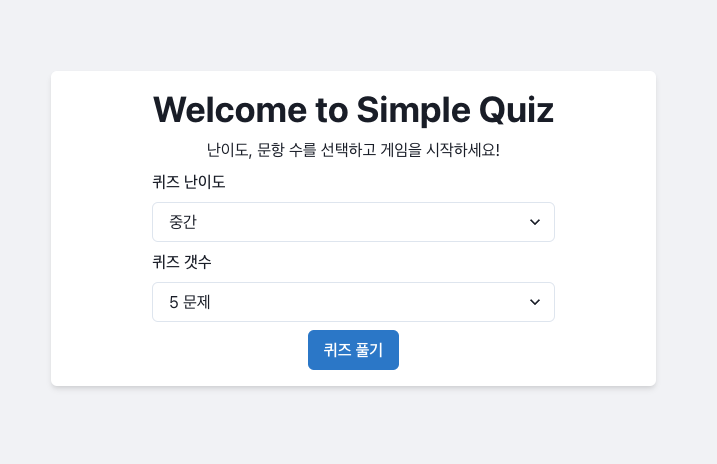 Welcome to Simple Quiz
난이도, 문항 수를 선택하고 게임을 시작하세요!
퀴즈 난이도
중간
퀴즈 갯수
5 문제
퀴즈 풀기